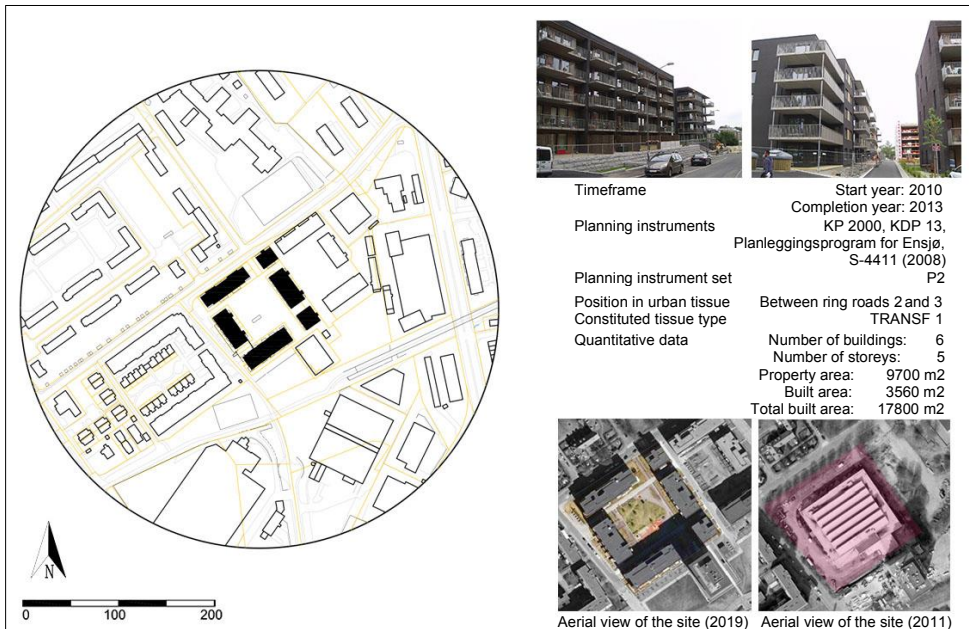 Timeframe Start year: 2010
Completion year: 2013
Planning instruments KP 2000, KDP 13,
Planleggingsprogram for Ensjø,
S-4411 (2008)
Planning instrument set P2
Position in urban tissue Between ring roads 2 and 3
Constituted tissue type TRANSF 1
Quantitative data Number of buildings: 6
Number of storeys: 5
Property area: 9700 m2
Built area: 3560 m2
Total built area: 17800 m2
N
0 100 200
Aerial view of the site (2019) Aerial view of the site (2011)